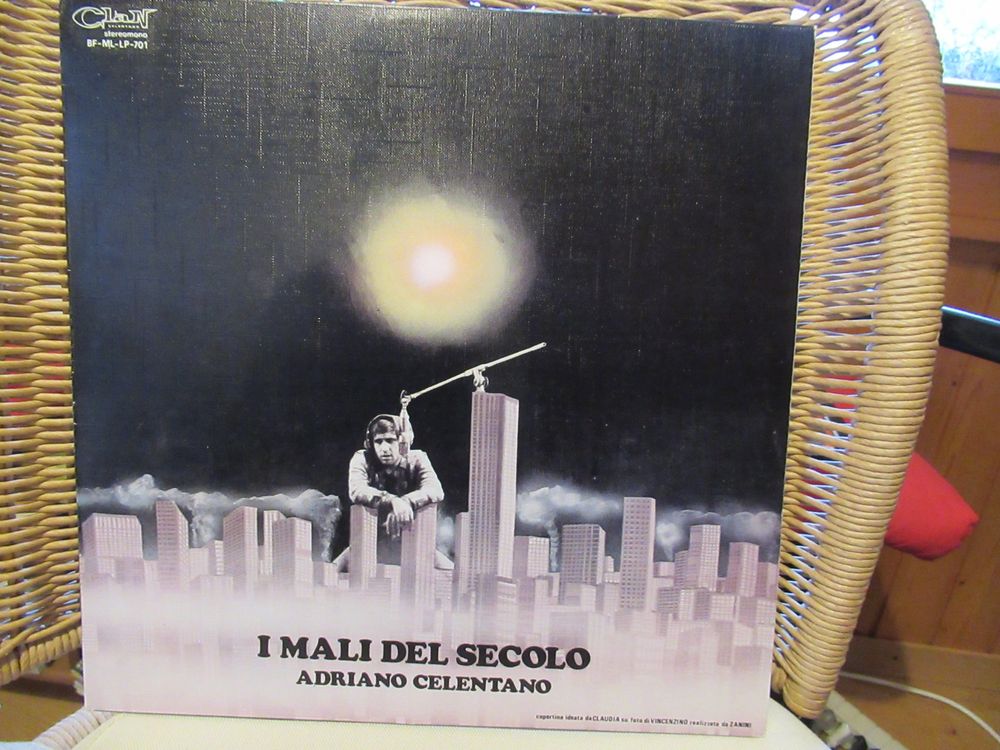 CLAN
CELENTANO
stereomono
BF-ML-LP-701
I MALI DEL SECOLO
ADRIANO CELENTANO
copertina ideata da CLAUDIA su foto di VINCENZINO realizzata da ZANINI